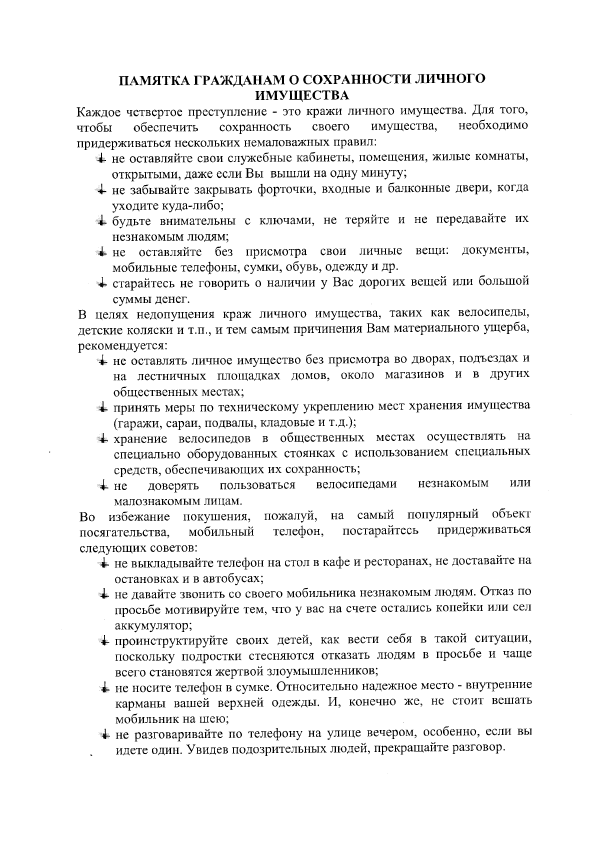 ПАМЯТКА ГРАЖДАНАМ О СОХРАННОСТИ ЛИЧНОГО
ИМУЩЕСТВА
Каждое четвертое преступление - это кражи личного имущества. Для того,
чтобы обеспечить сохранность своего имущества, необходимо
придерживаться нескольких немаловажных правил:
не оставляйте свои служебные кабинеты, помещения, жилые комнаты,
открытыми, даже если Вы вышли на одну минуту;
не забывайте закрывать форточки, входные и балконные двери, когда
уходите куда-либо;
будьте внимательны с ключами, не теряйте и не передавайте их
незнакомым людям;
не оставляйте без присмотра свои личные вещи: документы,
мобильные телефоны, сумки, обувь, одежду и др.
старайтесь не говорить о наличии у Вас дорогих вещей или большой
суммы денег.
В целях недопущения краж личного имущества, таких как велосипеды,
детские коляски и т.п., и тем самым причинения Вам материального ущерба,
рекомендуется:
не оставлять личное имущество без присмотра во дворах, подъездах и
на лестничных площадках домов, около магазинов и в других
общественных местах;
принять меры по техническому укреплению мест хранения имущества
(гаражи, сараи, подвалы, кладовые и т.д.);
хранение велосипедов в общественных местах осуществлять на
специально оборудованных стоянках с использованием специальных
средств, обеспечивающих их сохранность;
не доверять пользоваться велосипедами незнакомым или
малознакомым лицам.
Во избежание покушения, пожалуй, на самый популярный объект
посягательства, мобильный телефон, постарайтесь придерживаться
следующих советов:
не выкладывайте телефон на стол в кафе и ресторанах, не доставайте на
остановках и в автобусах;
не давайте звонить со своего мобильника незнакомым людям. Отказ по
просьбе мотивируйте тем, что у вас на счете остались копейки или сел
аккумулятор;
проинструктируйте своих детей, как вести себя в такой ситуации,
поскольку подростки стесняются отказать людям в просьбе и чаще
всего становятся жертвой злоумышленников;
не носите телефон в сумке. Относительно надежное место - внутренние
карманы вашей верхней одежды. И, конечно же, не стоит вешать
мобильник на шею;
не разговаривайте по телефону на улице вечером, особенно, если вы
идете один. Увидев подозрительных людей, прекращайте разговор.